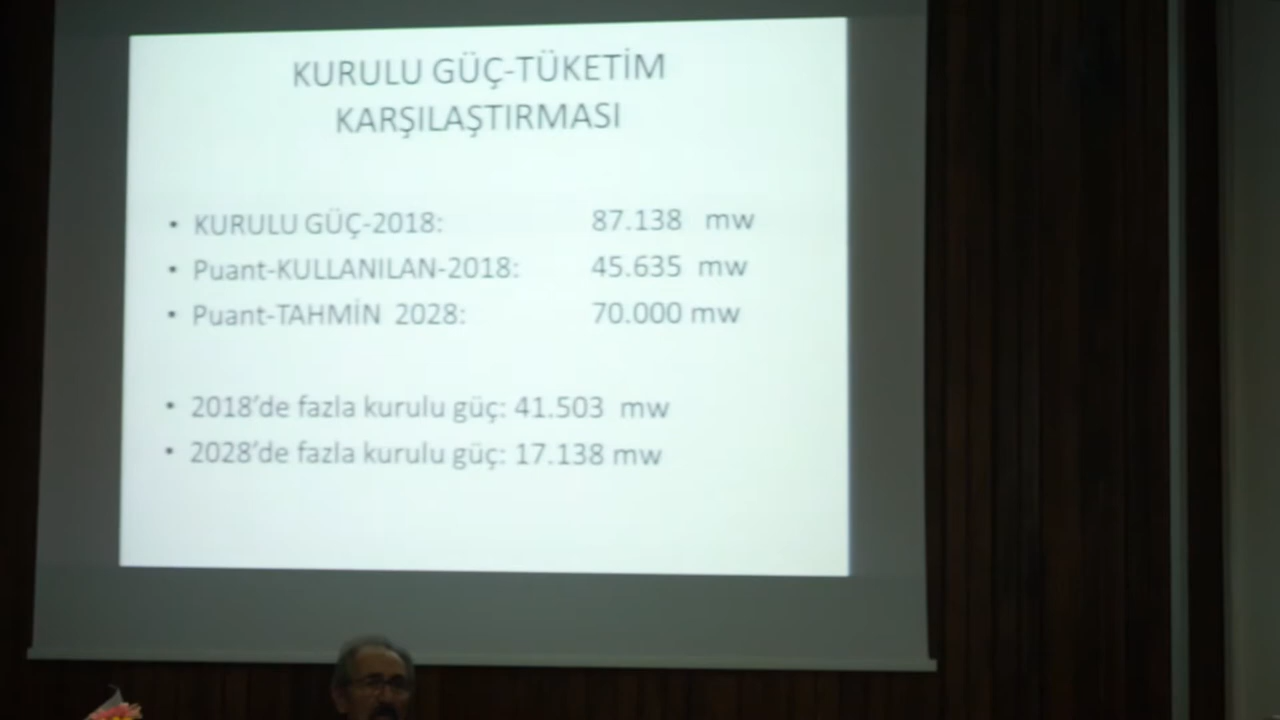 KURULU GÜÇ-TÜKETİM
KARŞILAŞTIRMASI
• KURULU GÜÇ-2018: 87.138 mw
• Puant-KULLANILAN-2018: 45.635 mw
• Puant-TAHMİN 2028: 70.000 mw
• 2018’de fazla kurulu güç: 41.503 mw
• 2028’de fazla kurulu güç: 17.138 mw